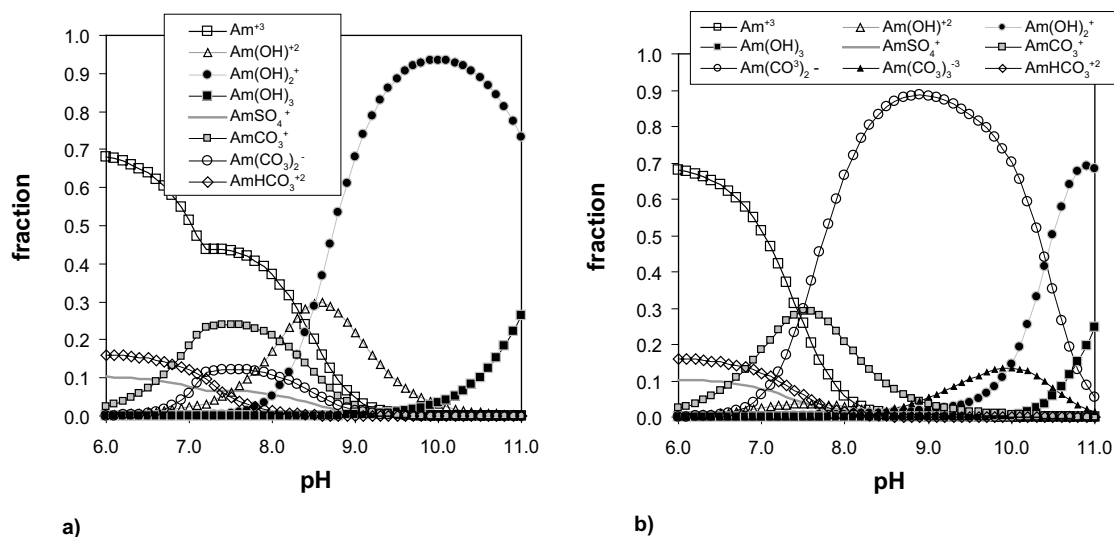 Am⁺³
Am(OH)⁺²
Am(OH)₂⁺
Am(OH)₃
AmSO₄⁺
AmCO₃⁺
Am(CO₃)₂⁻
AmHCO₃⁺²
1.0
0.9
0.8
0.7
0.6
0.5
0.4
0.3
0.2
0.1
0.0
fraction
6.0 7.0 8.0 9.0 10.0 11.0
pH
a)
Am⁺³ Am(OH)⁺² Am(OH)₂⁺
Am(OH)₃ AmSO₄⁺ AmCO₃⁺
Am(CO³)₂ - Am(CO₃)₃⁻³ AmHCO₃⁺²
1.0
0.9
0.8
0.7
0.6
0.5
0.4
0.3
0.2
0.1
0.0
fraction
6.0 7.0 8.0 9.0 10.0 11.0
pH
b)